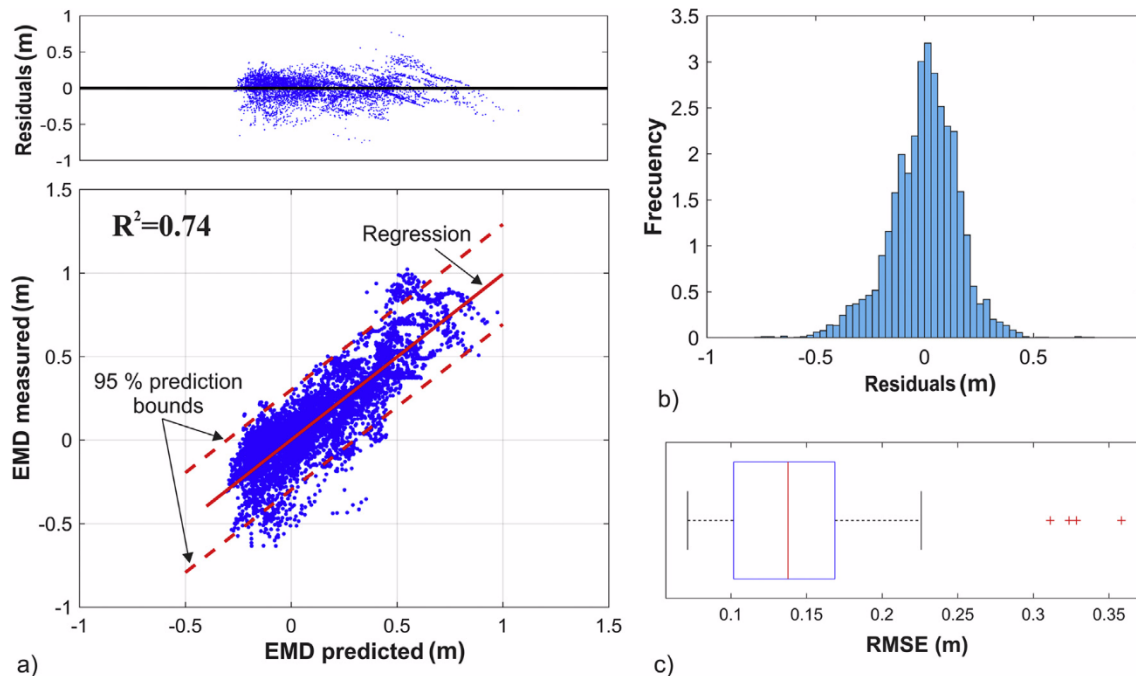 1
0.5
0
-0.5
-1
Residuals (m)
1.5
1
0.5
0
-0.5
-1
EMD measured (m)
R²=0.74
Regression
95 % prediction
bounds
-1
-0.5
0
0.5
1
1.5
EMD predicted (m)
a)
3.5
3
2.5
2
1.5
1
0.5
0
Frecuency
-1
-0.5
0
0.5
Residuals (m)
b)
0.1
0.15
0.2
0.25
0.3
0.35
RMSE (m)
c)